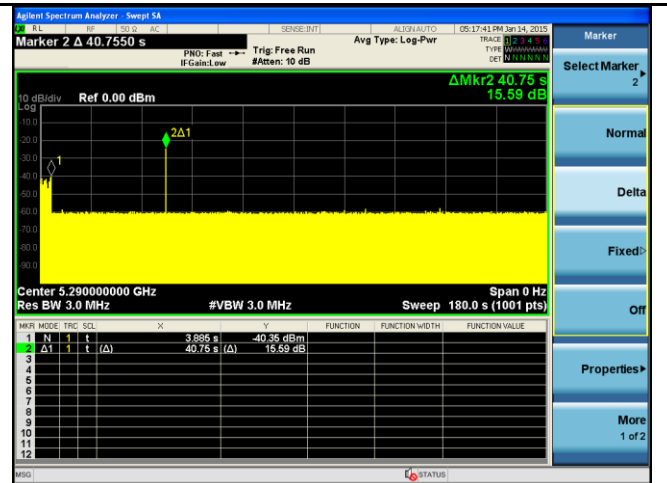 Agilent Spectrum Analyzer - Swept SA
RL RF 50 Ω AC SENSE:INT ALIGN AUTO 05:17:41 PM Jan 14, 2015
Marker 2 Δ 40.7550 s
PNO: Fast Trig: Free Run Avg Type: Log-Pwr TRACE 1 2 3 4 5 6
TYPE
IFGain:Low #Atten: 10 dB DET N N N N N N
ΔMkr2 40.75 s
15.59 dB
10 dB/div Ref 0.00 dBm
Log
-10.0
-20.0
-30.0
-40.0
-50.0
-60.0
-70.0
-80.0
-90.0
2Δ1
1
Center 5.290000000 GHz Span 0 Hz
Res BW 3.0 MHz #VBW 3.0 MHz Sweep 180.0 s (1001 pts)
MKR MODE TRC SCL X Y FUNCTION FUNCTION WIDTH FUNCTION VALUE
1 N 1 t 3.885 s -40.35 dBm
2 Δ1 1 t (Δ) 40.75 s (Δ) 15.59 dB
3
4
5
6
7
8
9
10
11
12
MSG STATUS
Marker
Select Marker
2
Normal
Delta
Fixed
Off
Properties
More
1 of 2